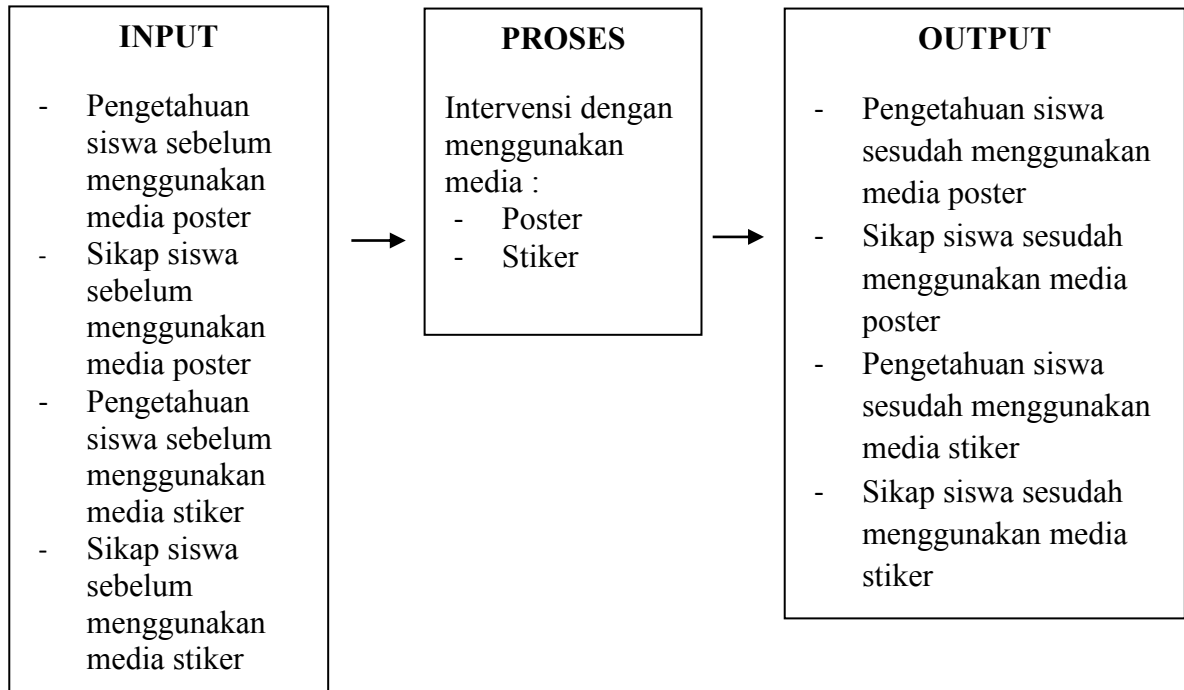 INPUT
- Pengetahuan
siswa sebelum
menggunakan
media poster
- Sikap siswa
sebelum
menggunakan
media poster
- Pengetahuan
siswa sebelum
menggunakan
media stiker
- Sikap siswa
sebelum
menggunakan
media stiker
PROSES
Intervensi dengan
menggunakan
media :
- Poster
- Stiker
OUTPUT
- Pengetahuan siswa
sesudah menggunakan
media poster
- Sikap siswa sesudah
menggunakan media
poster
- Pengetahuan siswa
sesudah menggunakan
media stiker
- Sikap siswa sesudah
menggunakan media
stiker